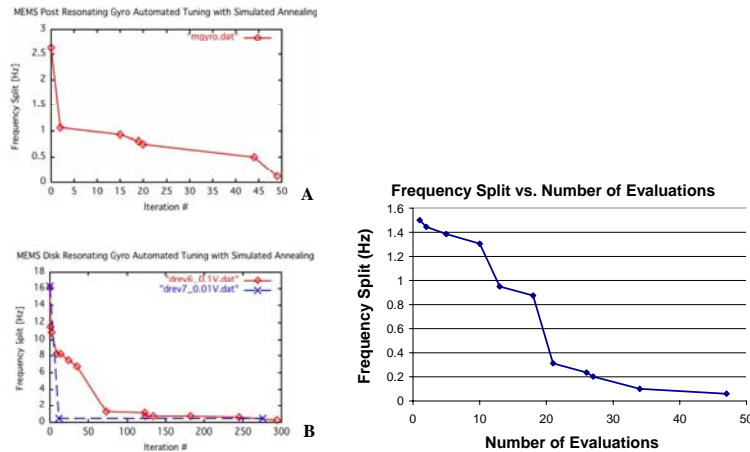 MEMS Post Resonating Gyro Automated Tuning with Simulated Annealing
"mgyro.dat"
3
2.5
2
1.5
1
0.5
0
Frequency Split [Hz]
0 5 10 15 20 25 30 35 40 45 50
Iteration #
A
MEMS Disk Resonating Gyro Automated Tuning with Simulated Annealing
"drev6_0.1V.dat"
"drev7_0.01V.dat"
18
16
14
12
10
8
6
4
2
0
Frequency Split [Hz]
0 50 100 150 200 250 300
Iteration #
B
Frequency Split vs. Number of Evaluations
1.6
1.4
1.2
1
0.8
0.6
0.4
0.2
0
Frequency Split (Hz)
0 10 20 30 40 50
Number of Evaluations